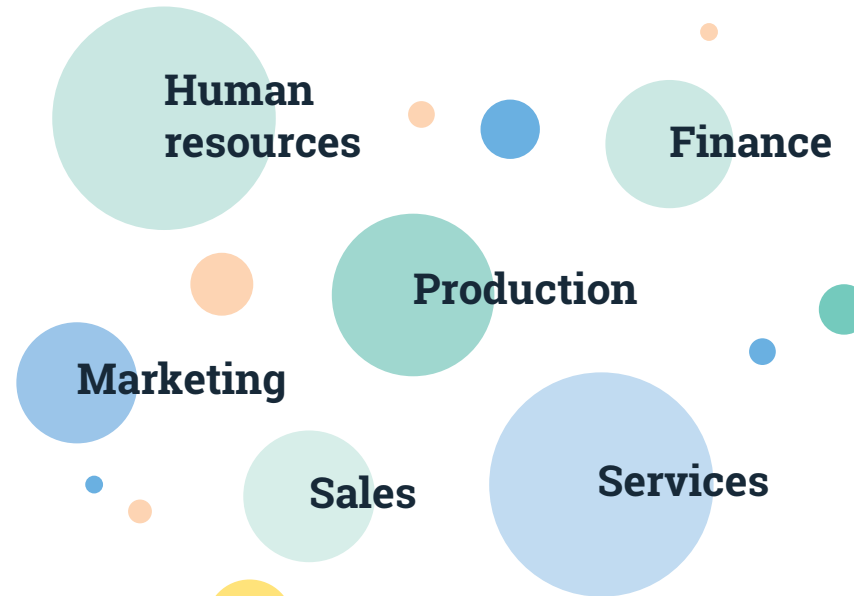 Human
resources
Finance
Production
Marketing
Sales
Services